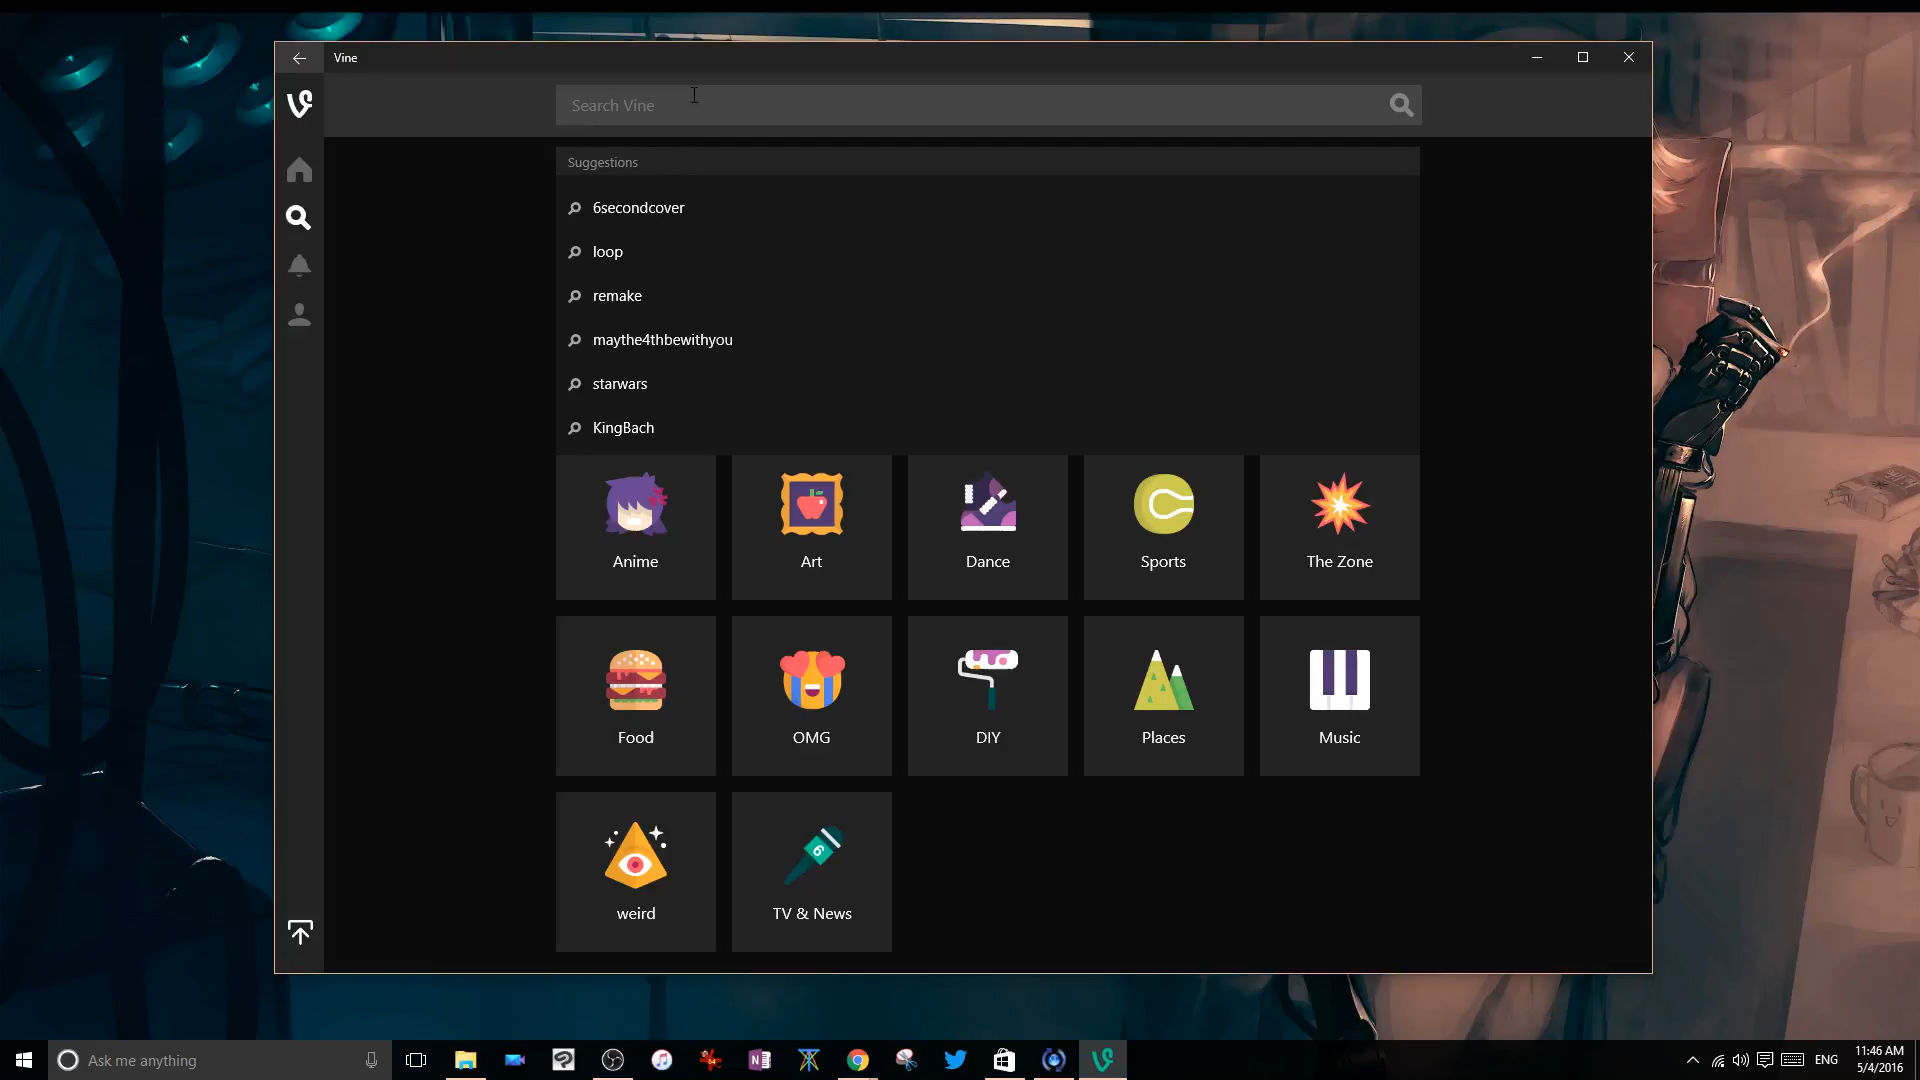 Vine
Search Vine
Suggestions
6secondcover
loop
remake
maythe4thbewithyou
starwars
KingBach
Anime
Art
Dance
Sports
The Zone
Food
OMG
DIY
Places
Music
6
weird
TV & News
Ask me anything
ENG
11:46 AM
5/4/2016